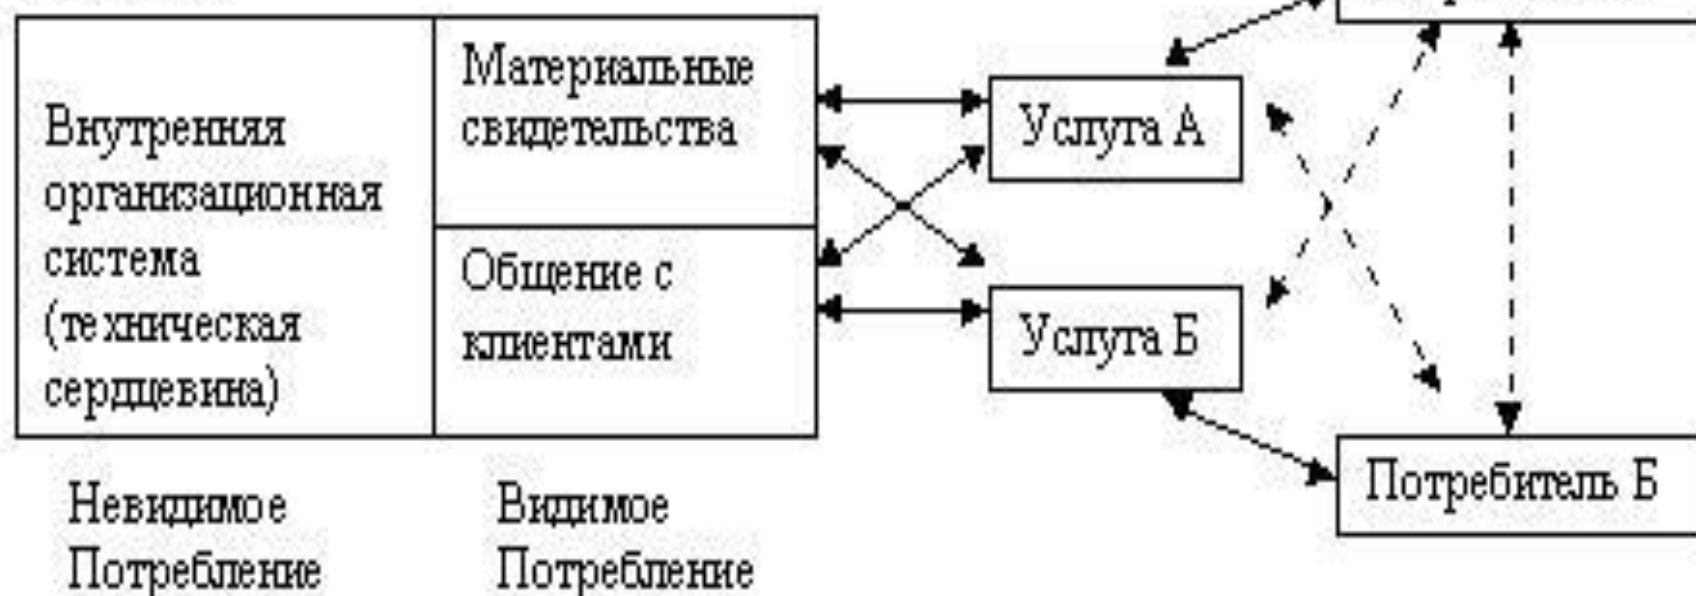 Внутренняя
организационная
система
(техническая
сердцевина)
Материальные
свидетельства
Общение с
клиентами
Услуга А
Услуга Б
Потребитель Б
Невидимое
Потребление
Видимое
Потребление